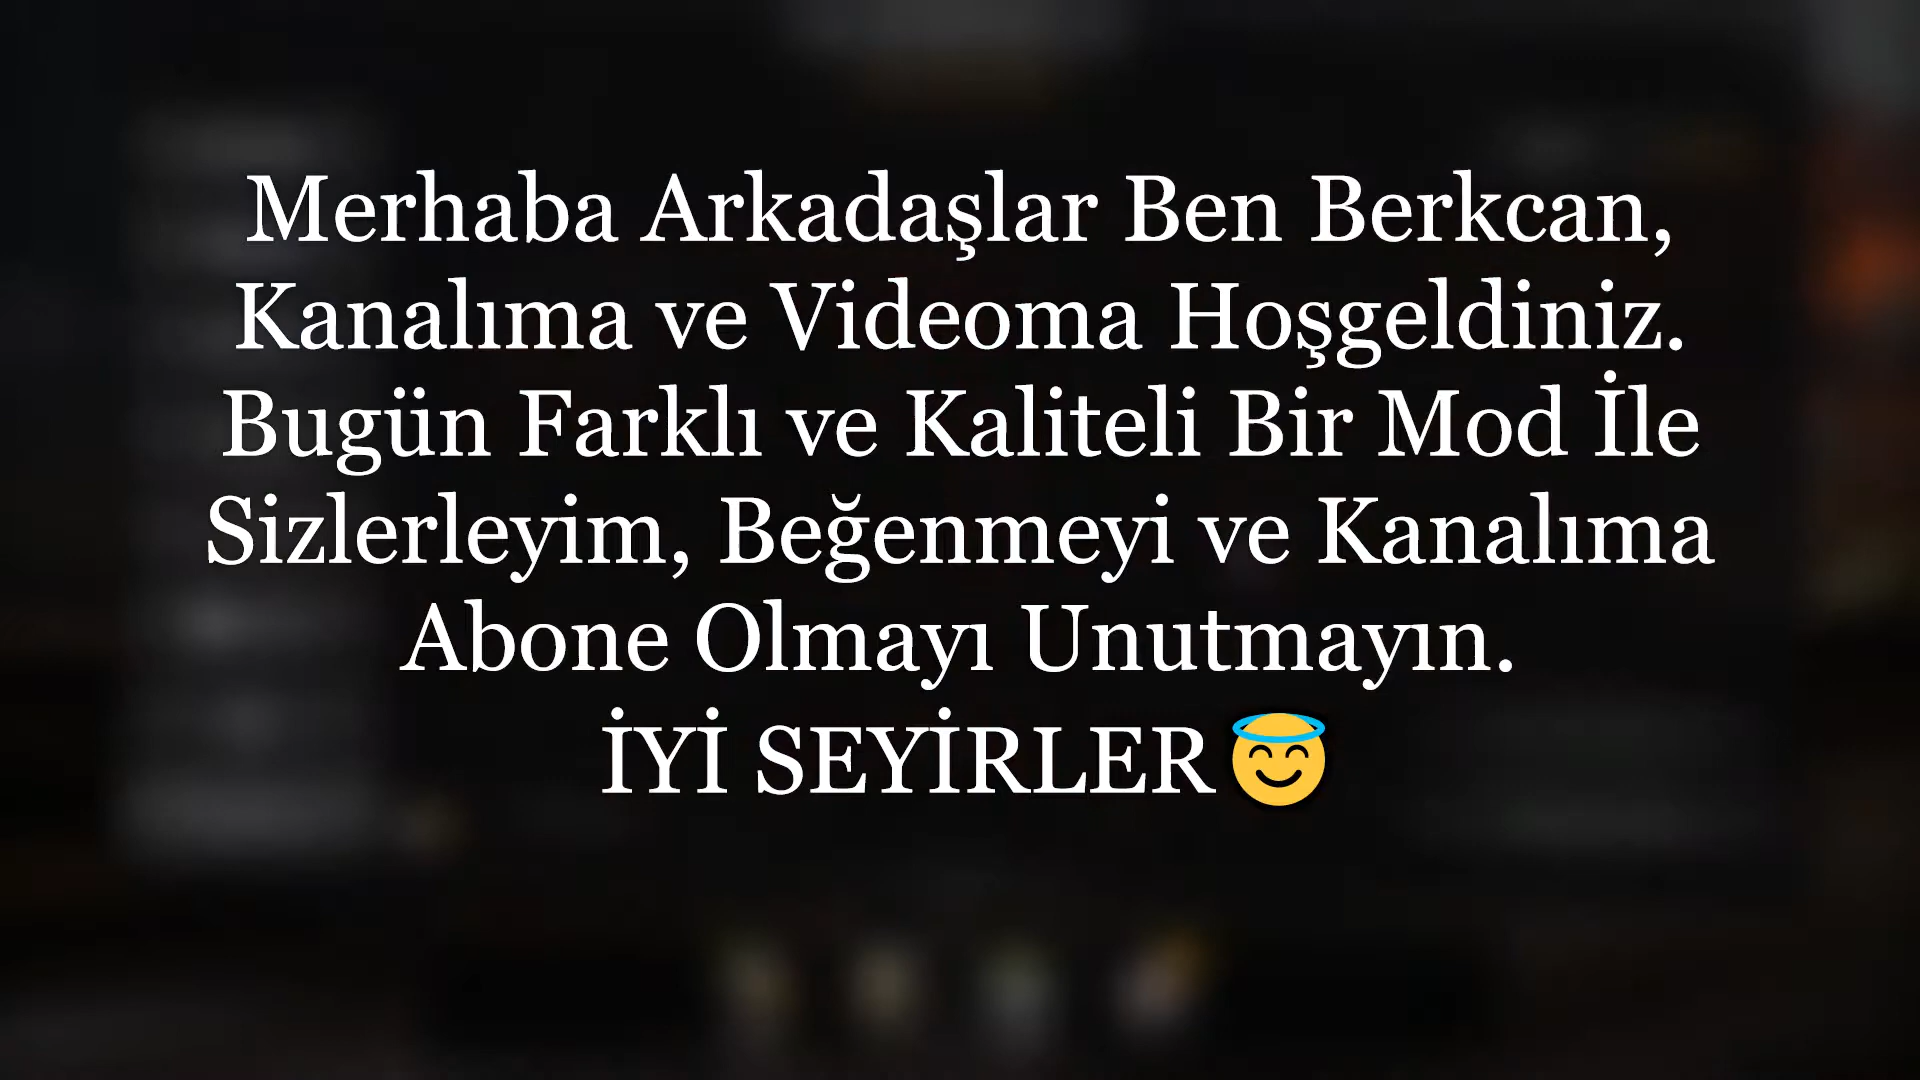 Merhaba Arkadaşlar Ben Berkcan,
Kanalıma ve Videoma Hoşgeldiniz.
Bugün Farklı ve Kaliteli Bir Mod İle
Sizlerleyim, Beğenmeyi ve Kanalıma
Abone Olmayı Unutmayın.
İYİ SEYİRLER😇